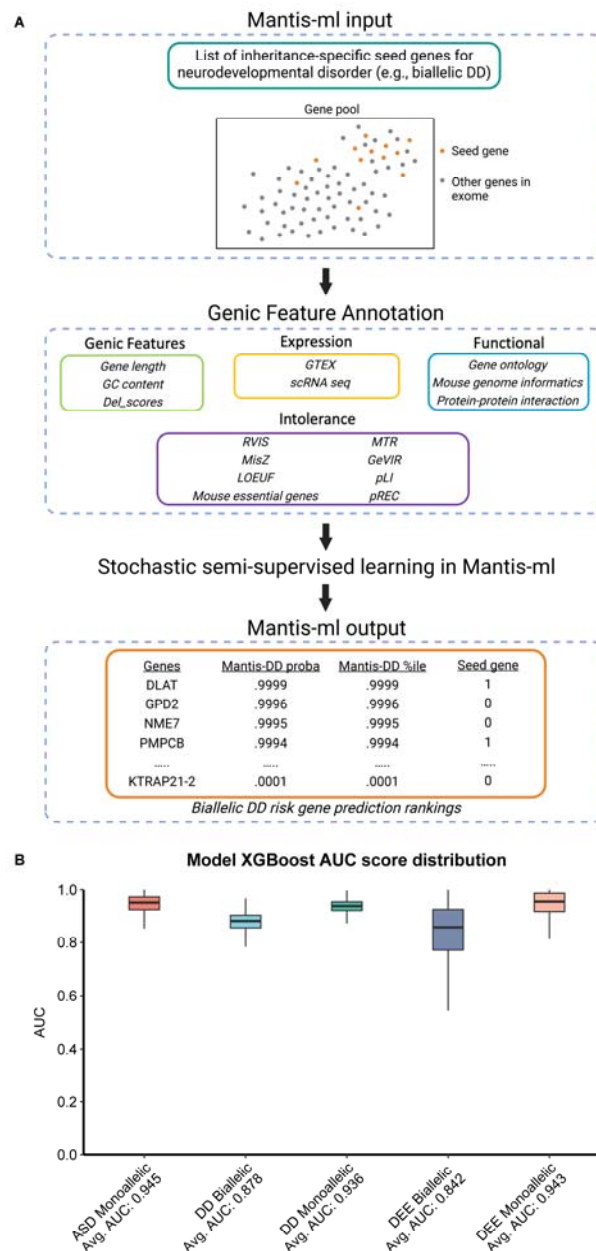 A
Mantis-ml input
List of inheritance-specific seed genes for
neurodevelopmental disorder (e.g., biallelic DD)
Gene pool
Seed gene
Other genes in
exome
Genic Feature Annotation
Genic Features
Gene length
GC content
Del_scores
Expression
GTEX
scRNA seq
Functional
Gene ontology
Mouse genome informatics
Protein-protein interaction
Intolerance
RVIS MTR
MisZ GeVIR
LOEUF pLI
Mouse essential genes pREC
Stochastic semi-supervised learning in Mantis-ml
Mantis-ml output
Genes Mantis-DD proba Mantis-DD %ile Seed gene
DLAT .9999 .9999 1
GPD2 .9996 .9996 0
NME7 .9995 .9995 0
PMPCB .9994 .9994 1
..... ..... ..... .....
KTRAP21-2 .0001 .0001 0
Biallelic DD risk gene prediction rankings
B
Model XGBoost AUC score distribution
AUC
1.0
0.8
0.6
0.4
0.2
0.0
ASD Monoallelic
Avg. AUC: 0.945
DD Biallelic
Avg. AUC: 0.878
DD Monoallelic
Avg. AUC: 0.936
DEE Biallelic
Avg. AUC: 0.842
DEE Monoallelic
Avg. AUC: 0.943